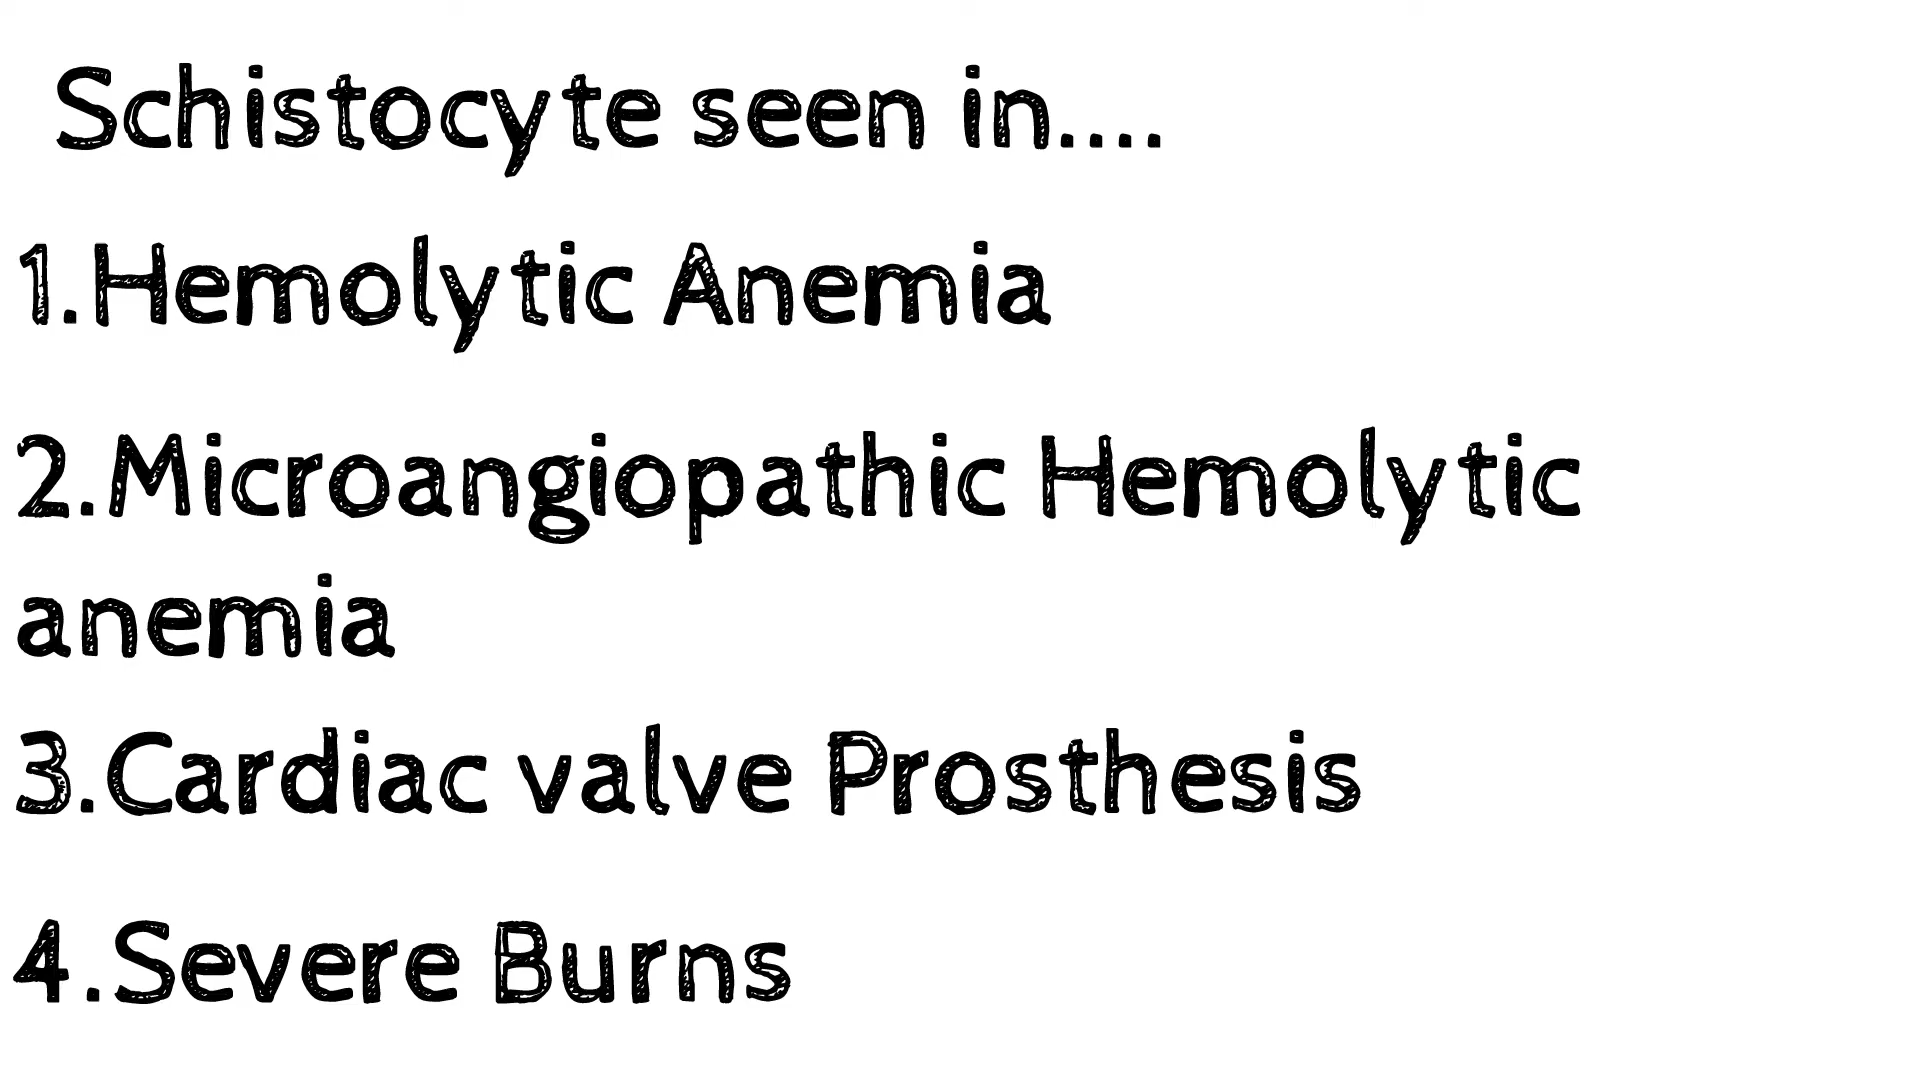 Schistocyte seen in....
1.Hemolytic Anemia
2.Microangiopathic Hemolytic
anemia
3.Cardiac valve Prosthesis
4.Severe Burns